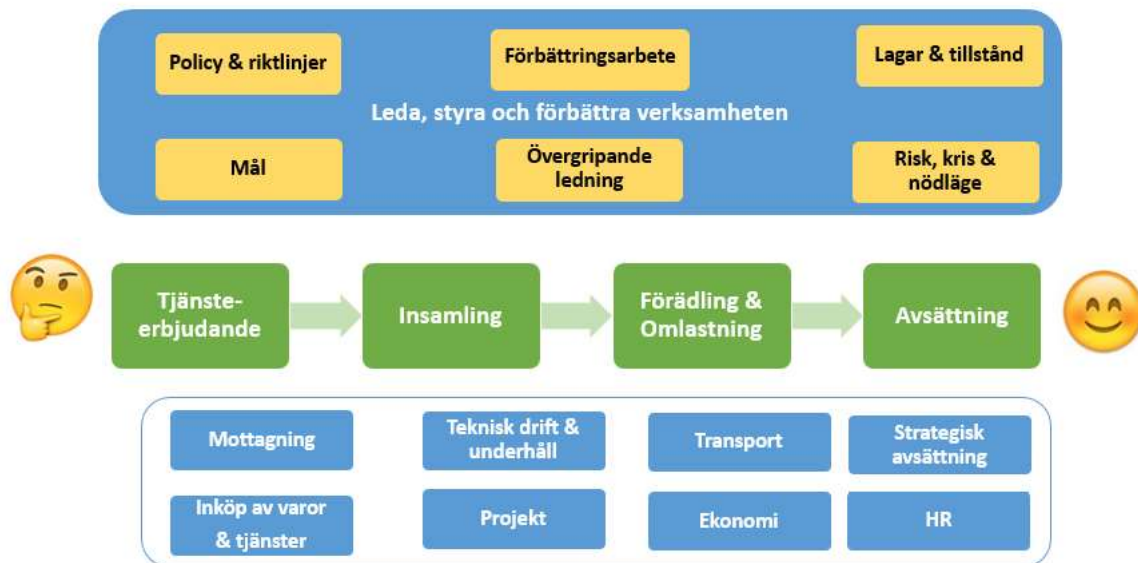 Policy & riktlinjer
Förbättringsarbete
Lagar & tillstånd
Leda, styra och förbättra verksamheten
Mål
Övergripande
ledning
Risk, kris &
nödläge
Tjänste-
erbjudande
Insamling
Förädling &
Omlastning
Avsättning
Mottagning
Teknisk drift &
underhåll
Transport
Strategisk
avsättning
Inköp av varor
& tjänster
Projekt
Ekonomi
HR